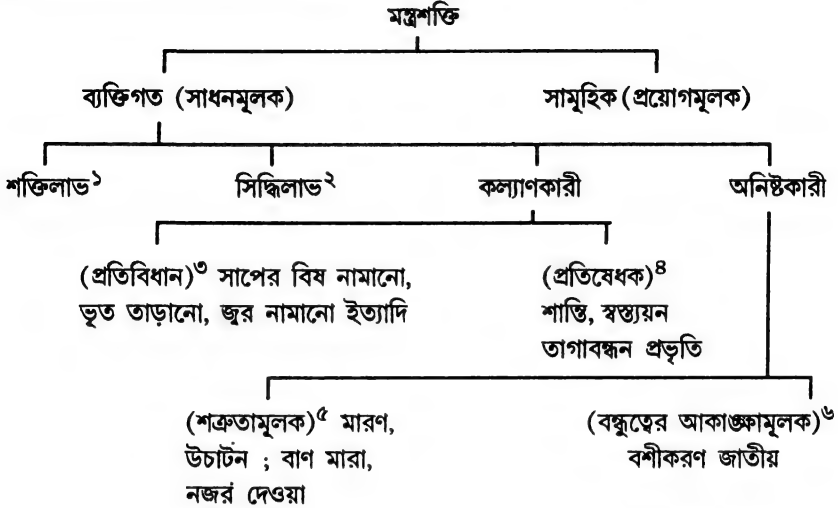 মন্ত্রশক্তি
ব্যক্তিগত (সাধনমূলক) সামূহিক (প্রয়োগমূলক)
শক্তিলাভ১ সিদ্ধিলাভ২ কল্যাণকারী অনিষ্টকারী
(প্রতিবিধান)৩ সাপের বিষ নামানো,
ভূত তাড়ানো, জ্বর নামানো ইত্যাদি
(প্রতিষেধক)৪
শান্তি, স্বস্ত্যয়ন
তাগাবন্ধন প্রভৃতি
(শত্রুতামূলক)৫ মারণ,
উচাটন ; বাণ মারা,
নজর দেওয়া
(বন্ধুত্বের আকাঙ্ক্ষামূলক)৬
বশীকরণ জাতীয়